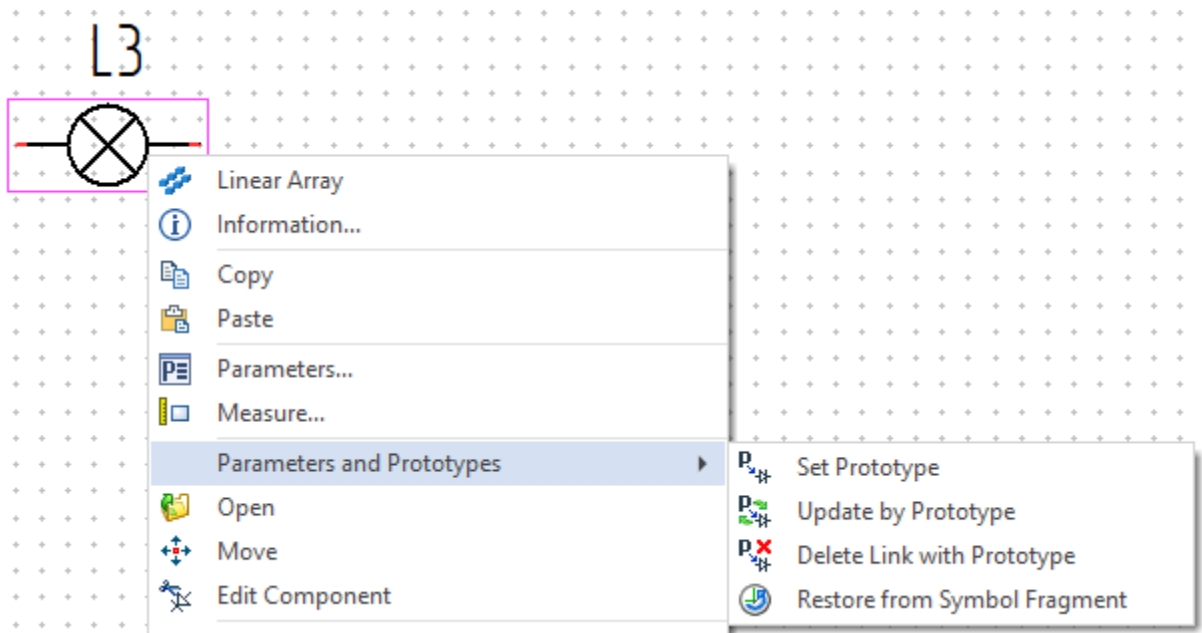 L3
Linear Array
Information...
Copy
Paste
Parameters...
Measure...
Parameters and Prototypes
Set Prototype
Open
Update by Prototype
Move
Delete Link with Prototype
Edit Component
Restore from Symbol Fragment